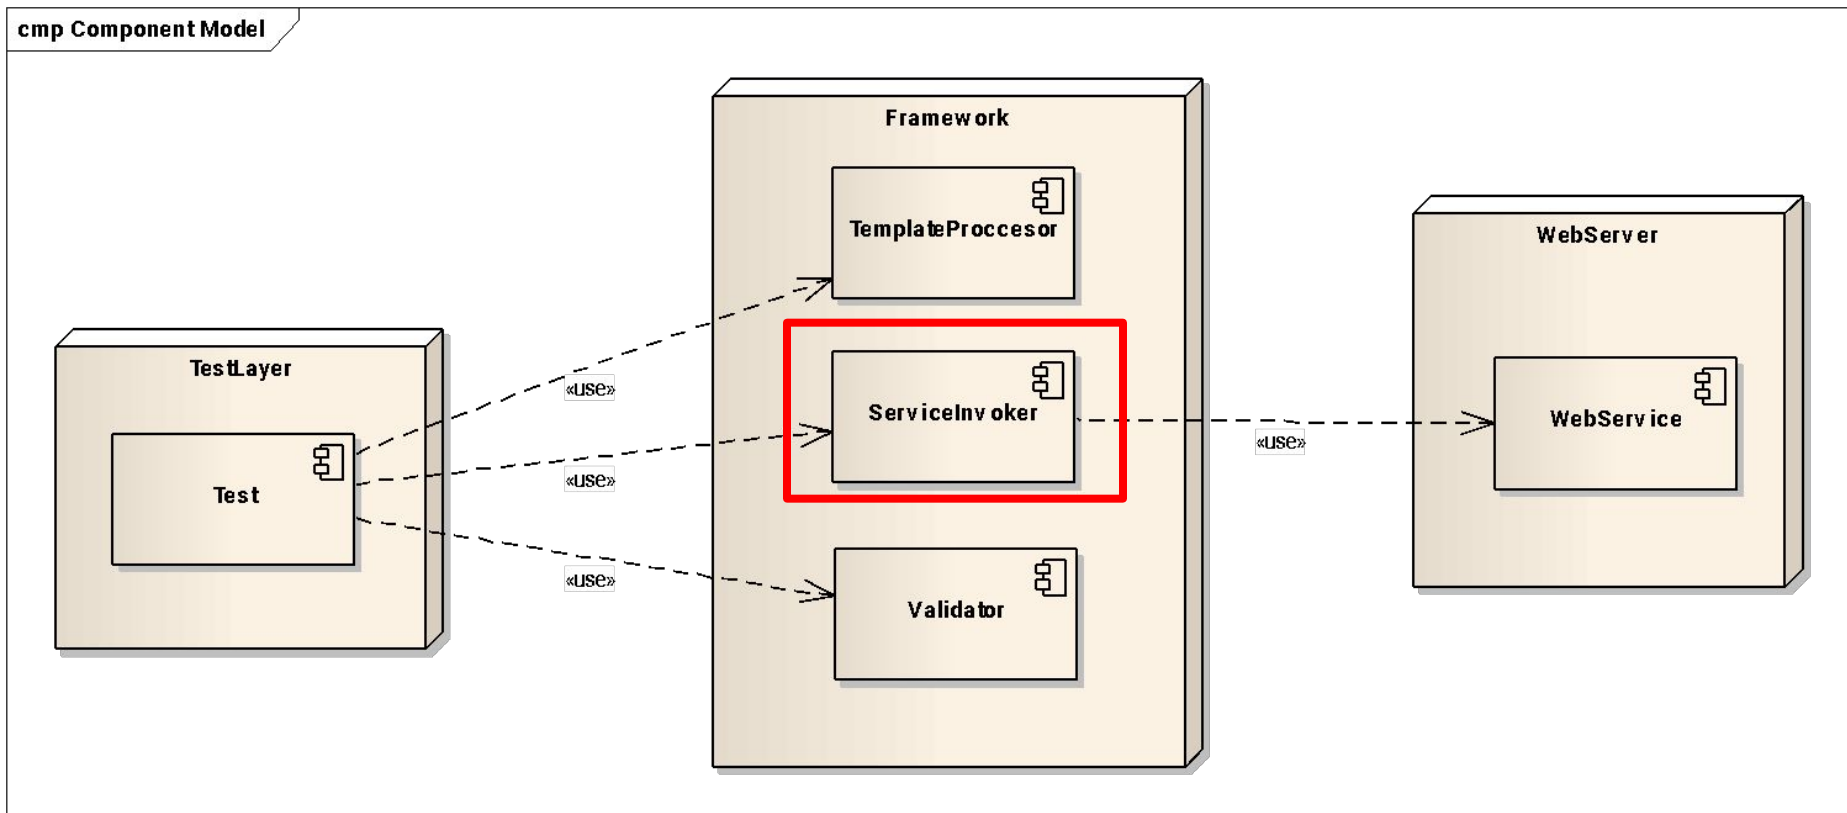 cmp Component Model
Framework
TemplateProccesor
WebServer
TestLayer
«use»
ServiceInvoker
WebService
«use»
«use»
Test
«use»
Validator